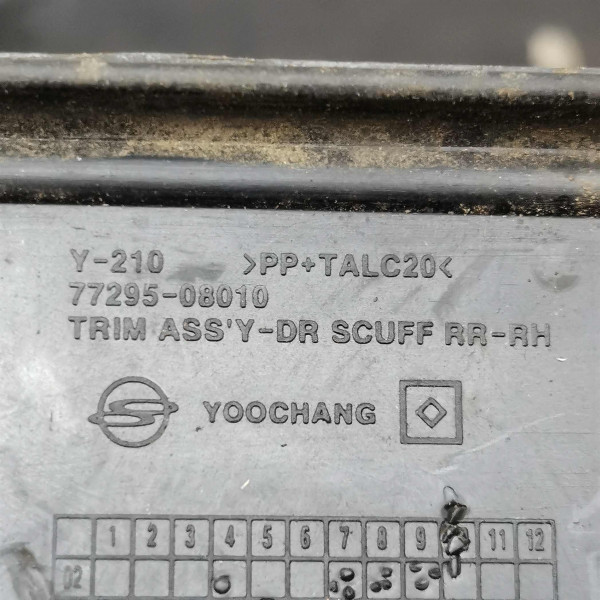 Y-210 >PP+TALC20<
77295-08010
TRIM ASS'Y-DR SCUFF RR-RH
YOOCHANG
1 2 3 4 5 6 7 8 9 11 12
02